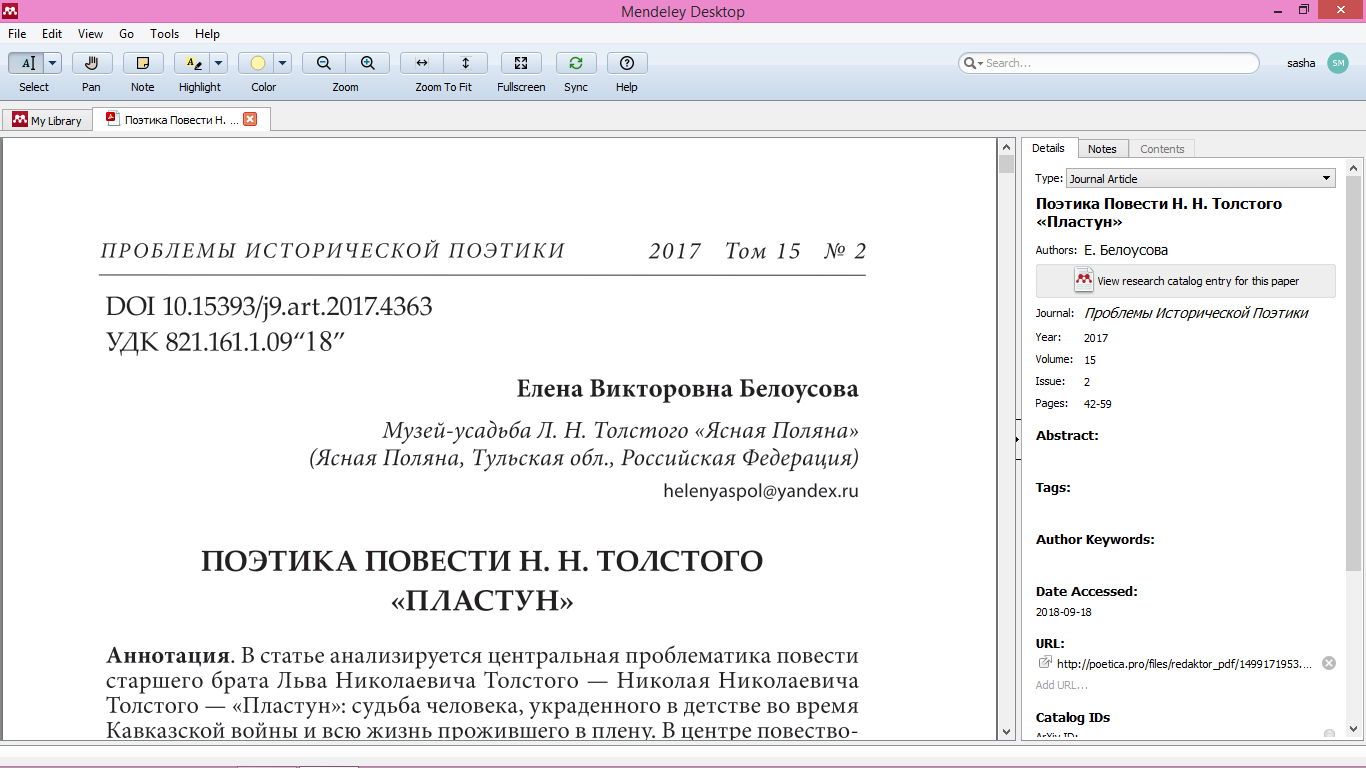 Mendeley Desktop
File Edit View Go Tools Help
Select Pan Note Highlight Color Zoom Zoom To Fit Fullscreen Sync Help
Search...
sasha SM
My Library Поэтика Повести Н. ...
ПРОБЛЕМЫ ИСТОРИЧЕСКОЙ ПОЭТИКИ 2017 Том 15 № 2
DOI 10.15393/j9.art.2017.4363
УДК 821.161.1.09“18”
Елена Викторовна Белоусова
Музей-усадьба Л. Н. Толстого «Ясная Поляна»
(Ясная Поляна, Тульская обл., Российская Федерация)
helenyaspol@yandex.ru
ПОЭТИКА ПОВЕСТИ Н. Н. ТОЛСТОГО
«ПЛАСТУН»
Аннотация. В статье анализируется центральная проблематика повести
старшего брата Льва Николаевича Толстого — Николая Николаевича
Толстого — «Пластун»: судьба человека, украденного в детстве во время
Кавказской войны и всю жизнь прожившего в плену. В центре повество-
Details Notes Contents
Type: Journal Article
Поэтика Повести Н. Н. Толстого
«Пластун»
Authors: Е. Белоусова
View research catalog entry for this paper
Journal: Проблемы Исторической Поэтики
Year: 2017
Volume: 15
Issue: 2
Pages: 42-59
Abstract:
Tags:
Author Keywords:
Date Accessed:
2018-09-18
URL:
http://poetica.pro/files/redaktor_pdf/1499171953....
Add URL...
Catalog IDs
ArXiv ID: